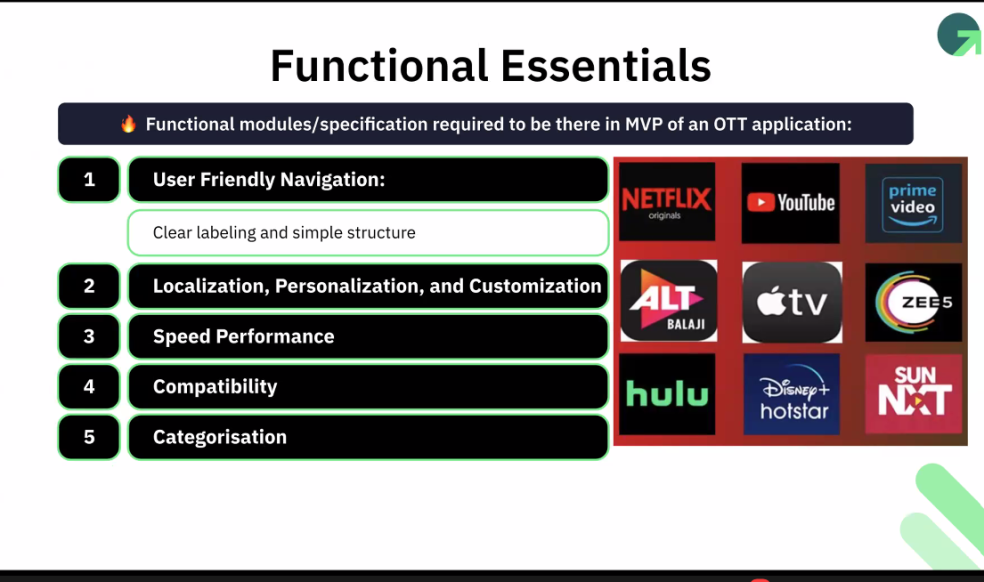 Functional Essentials
🔥 Functional modules/specification required to be there in MVP of an OTT application:
1 User Friendly Navigation:
Clear labeling and simple structure
2 Localization, Personalization, and Customization
3 Speed Performance
4 Compatibility
5 Categorisation
NETFLIX
originals
YouTube
prime
video
ALT
BALAJI
tv
ZEE5
hulu
Disney+
hotstar
SUN
NXT